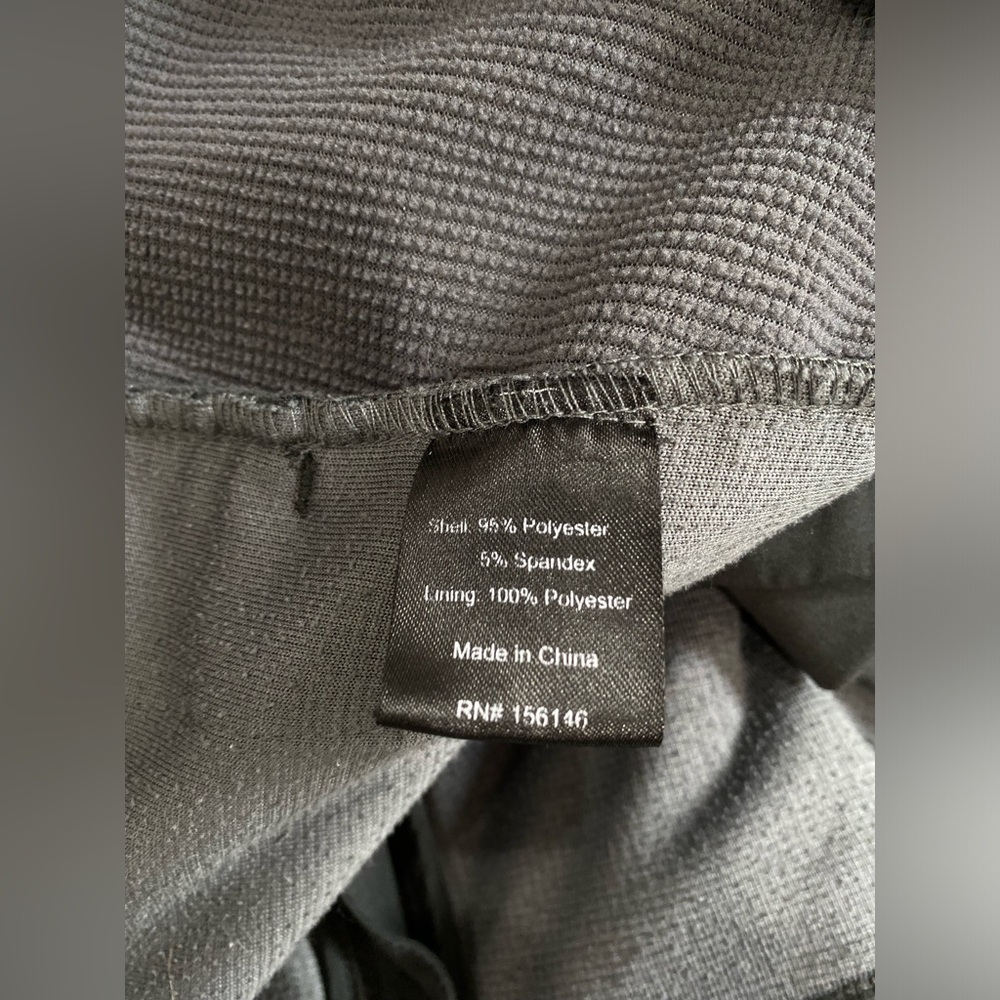 Shell: 95% Polyester
5% Spandex
Lining: 100% Polyester
Made in China
RN# 156146